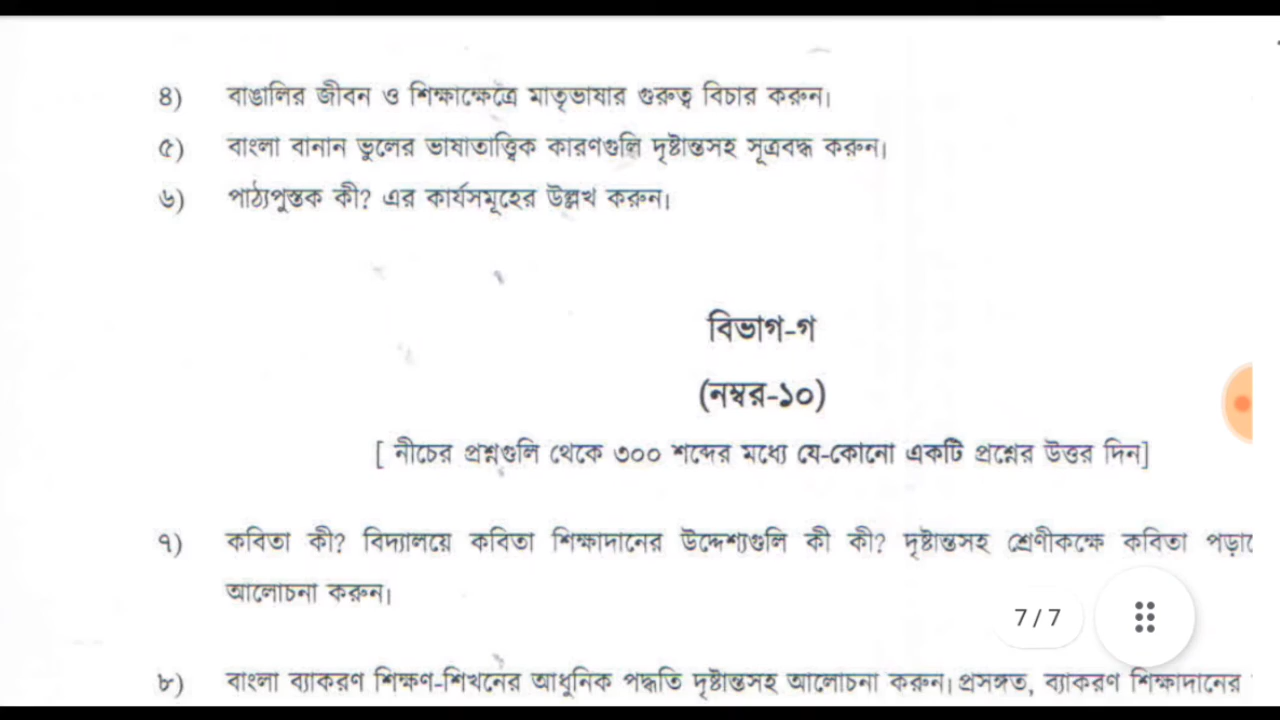 ৪) বাঙালির জীবন ও শিক্ষাক্ষেত্রে মাতৃভাষার গুরুত্ব বিচার করুন।
৫) বাংলা বানান ভুলের ভাষাতাত্ত্বিক কারণগুলি দৃষ্টান্তসহ সূত্রবদ্ধ করুন।
৬) পাঠ্যপুস্তক কী? এর কার্যসমূহের উল্লখ করুন।
বিভাগ-গ
(নম্বর-১০)
[ নীচের প্রশ্নগুলি থেকে ৩০০ শব্দের মধ্যে যে-কোনো একটি প্রশ্নের উত্তর দিন]
৭) কবিতা কী? বিদ্যালয়ে কবিতা শিক্ষাদানের উদ্দেশ্যগুলি কী কী? দৃষ্টান্তসহ শ্রেণীকক্ষে কবিতা
আলোচনা করুন।
7/7
৮) বাংলা ব্যাকরণ শিক্ষণ-শিখনের আধুনিক পদ্ধতি দৃষ্টান্তসহ আলোচনা করুন। প্রসঙ্গত, ব্যাকরণ শিক্ষাদানের